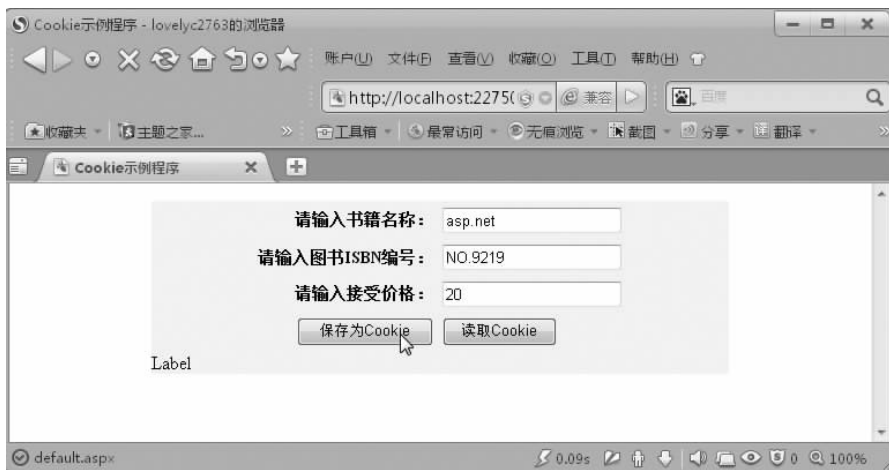 Cookie示例程序 - lovelyc2763的浏览器
账户(U) 文件(F) 查看(V) 收藏(O) 工具(T) 帮助(H)
http://localhost:2275( 兼容 百度
收藏夹 主题之家... » 工具箱 最常访问 无痕浏览 截图 分享 翻译 »
Cookie示例程序
请输入书籍名称： asp.net
请输入图书ISBN编号： NO.9219
请输入接受价格： 20
保存为Cookie 读取Cookie
Label
default.aspx 0.09s 0 100%